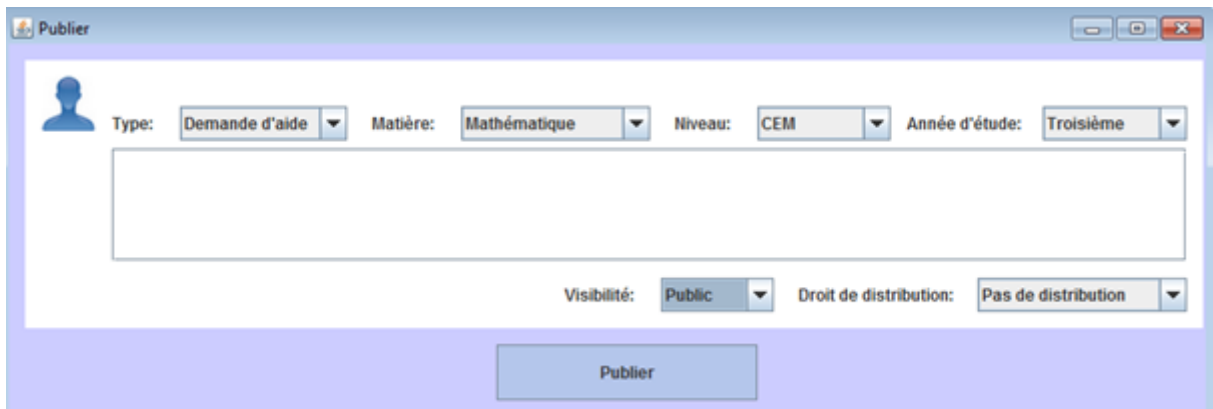 Publier
Type: Demande d'aide Matière: Mathématique Niveau: CEM Année d'étude: Troisième
Visibilité: Public Droit de distribution: Pas de distribution
Publier